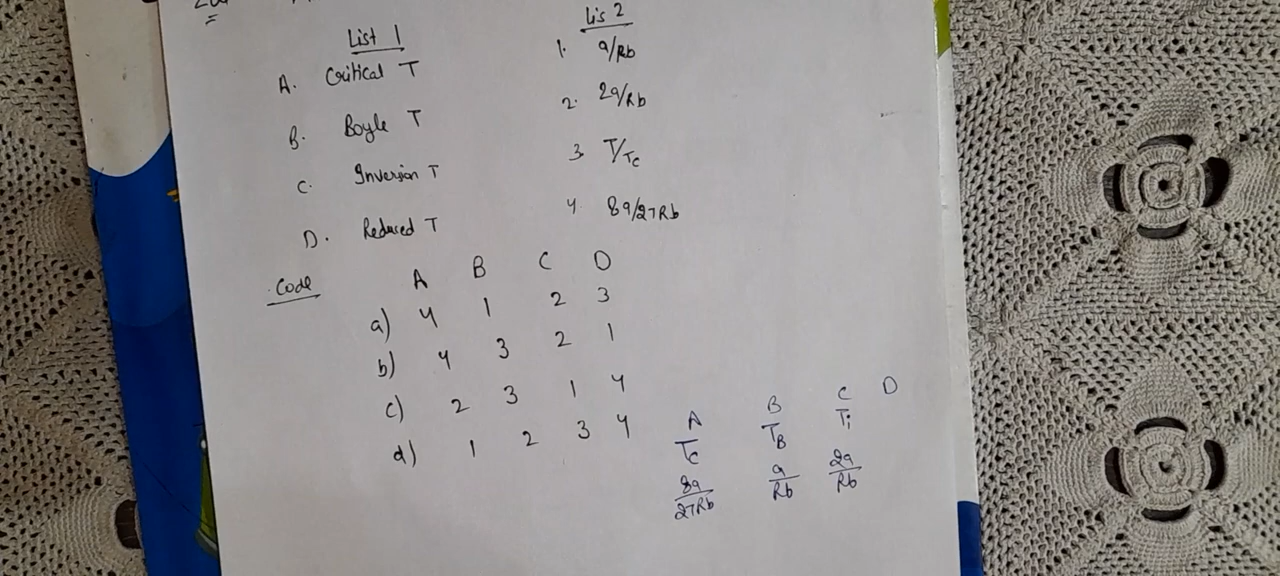 List 1 Lis 2
A. Critical T 1. a/Rb
B. Boyle T 2. 2a/Rb
C. Inversion T 3 T/Tc
D. Reduced T 4. 8a/27Rb
Code A B C D
a) 4 1 2 3
b) 4 3 2 1
c) 2 3 1 4
d) 1 2 3 4
A B C D
Tc TB Ti
8a/27Rb a/Rb 2a/Rb